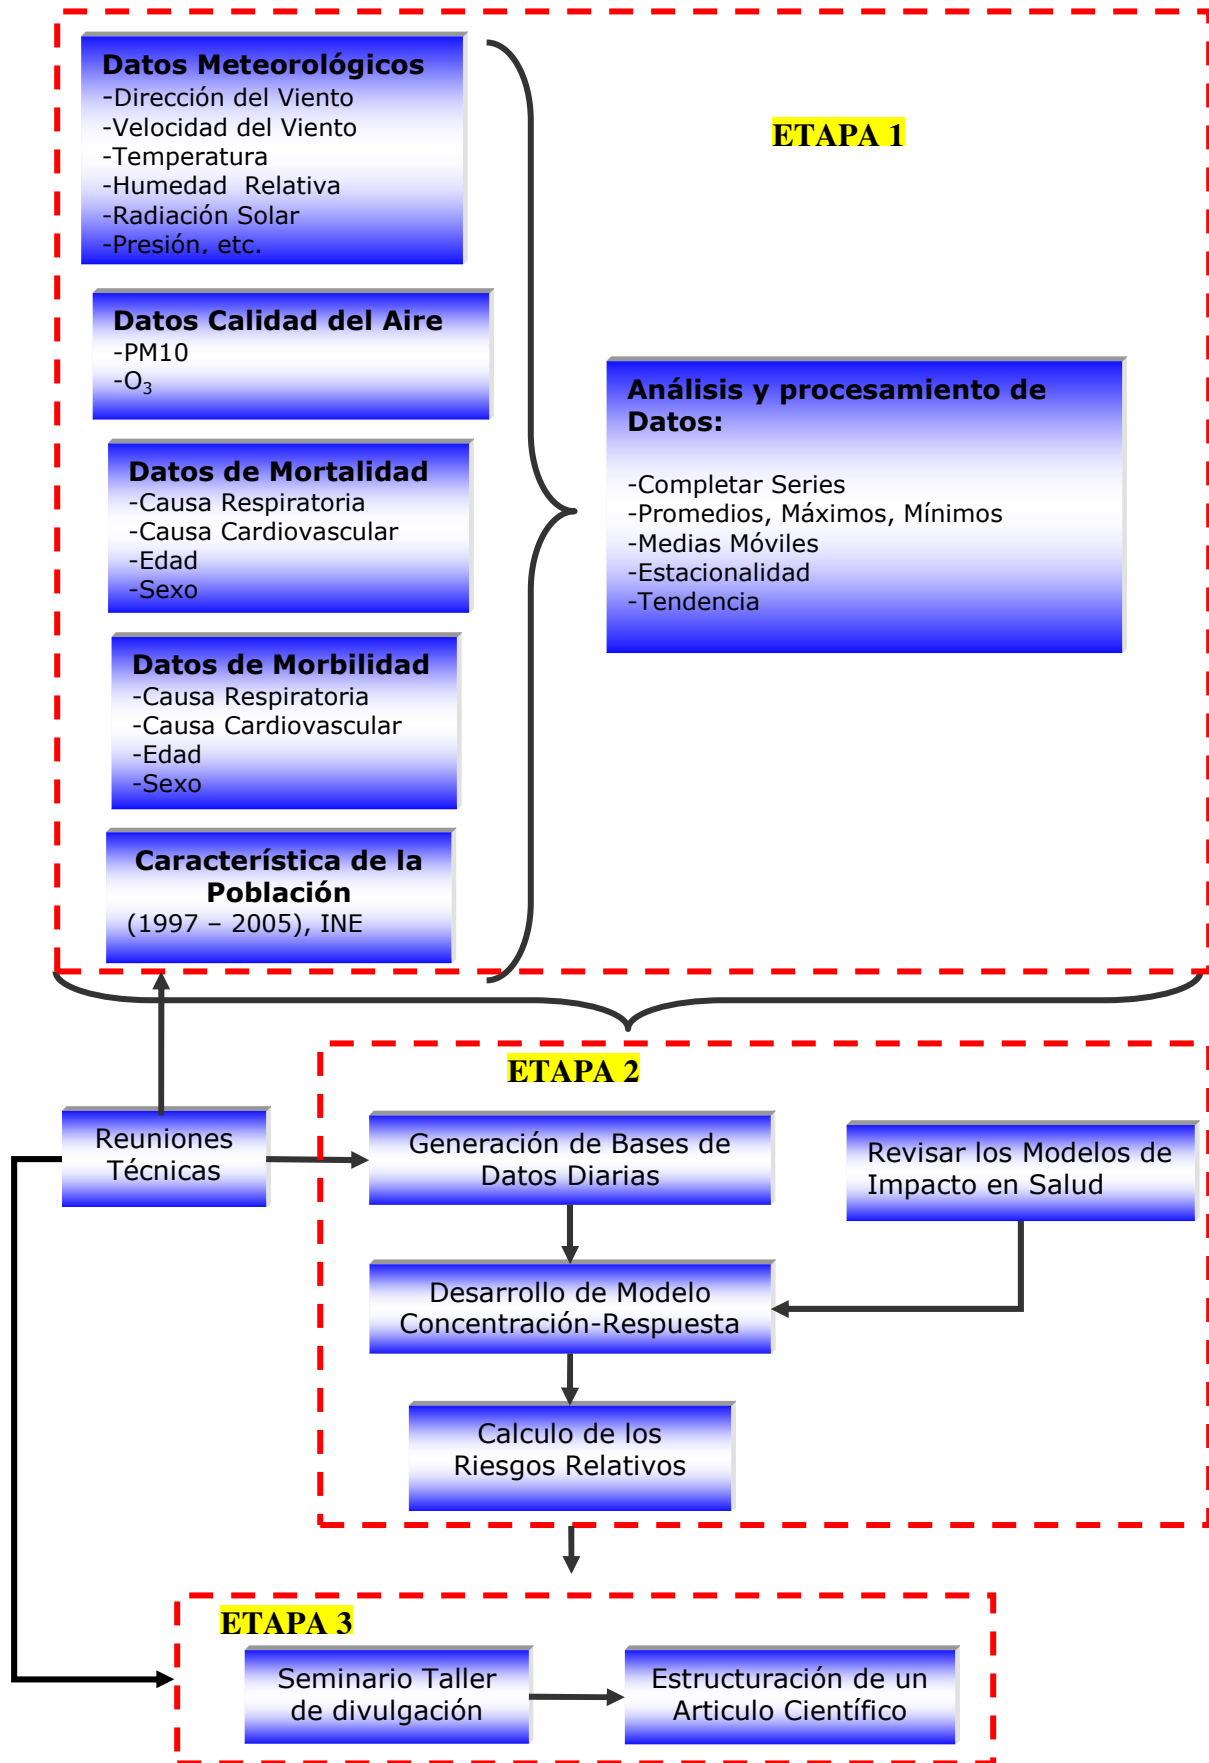 Datos Meteorológicos
-Dirección del Viento
-Velocidad del Viento
-Temperatura
-Humedad Relativa
-Radiación Solar
-Presión, etc.
ETAPA 1
Datos Calidad del Aire
-PM10
-O₃
Análisis y procesamiento de
Datos:
-Completar Series
-Promedios, Máximos, Mínimos
-Medias Móviles
-Estacionalidad
-Tendencia
Datos de Mortalidad
-Causa Respiratoria
-Causa Cardiovascular
-Edad
-Sexo
Datos de Morbilidad
-Causa Respiratoria
-Causa Cardiovascular
-Edad
-Sexo
Característica de la
Población
(1997 – 2005), INE
ETAPA 2
Reuniones
Técnicas
Generación de Bases de
Datos Diarias
Revisar los Modelos de
Impacto en Salud
Desarrollo de Modelo
Concentración-Respuesta
Calculo de los
Riesgos Relativos
ETAPA 3
Seminario Taller
de divulgación
Estructuración de un
Articulo Científico